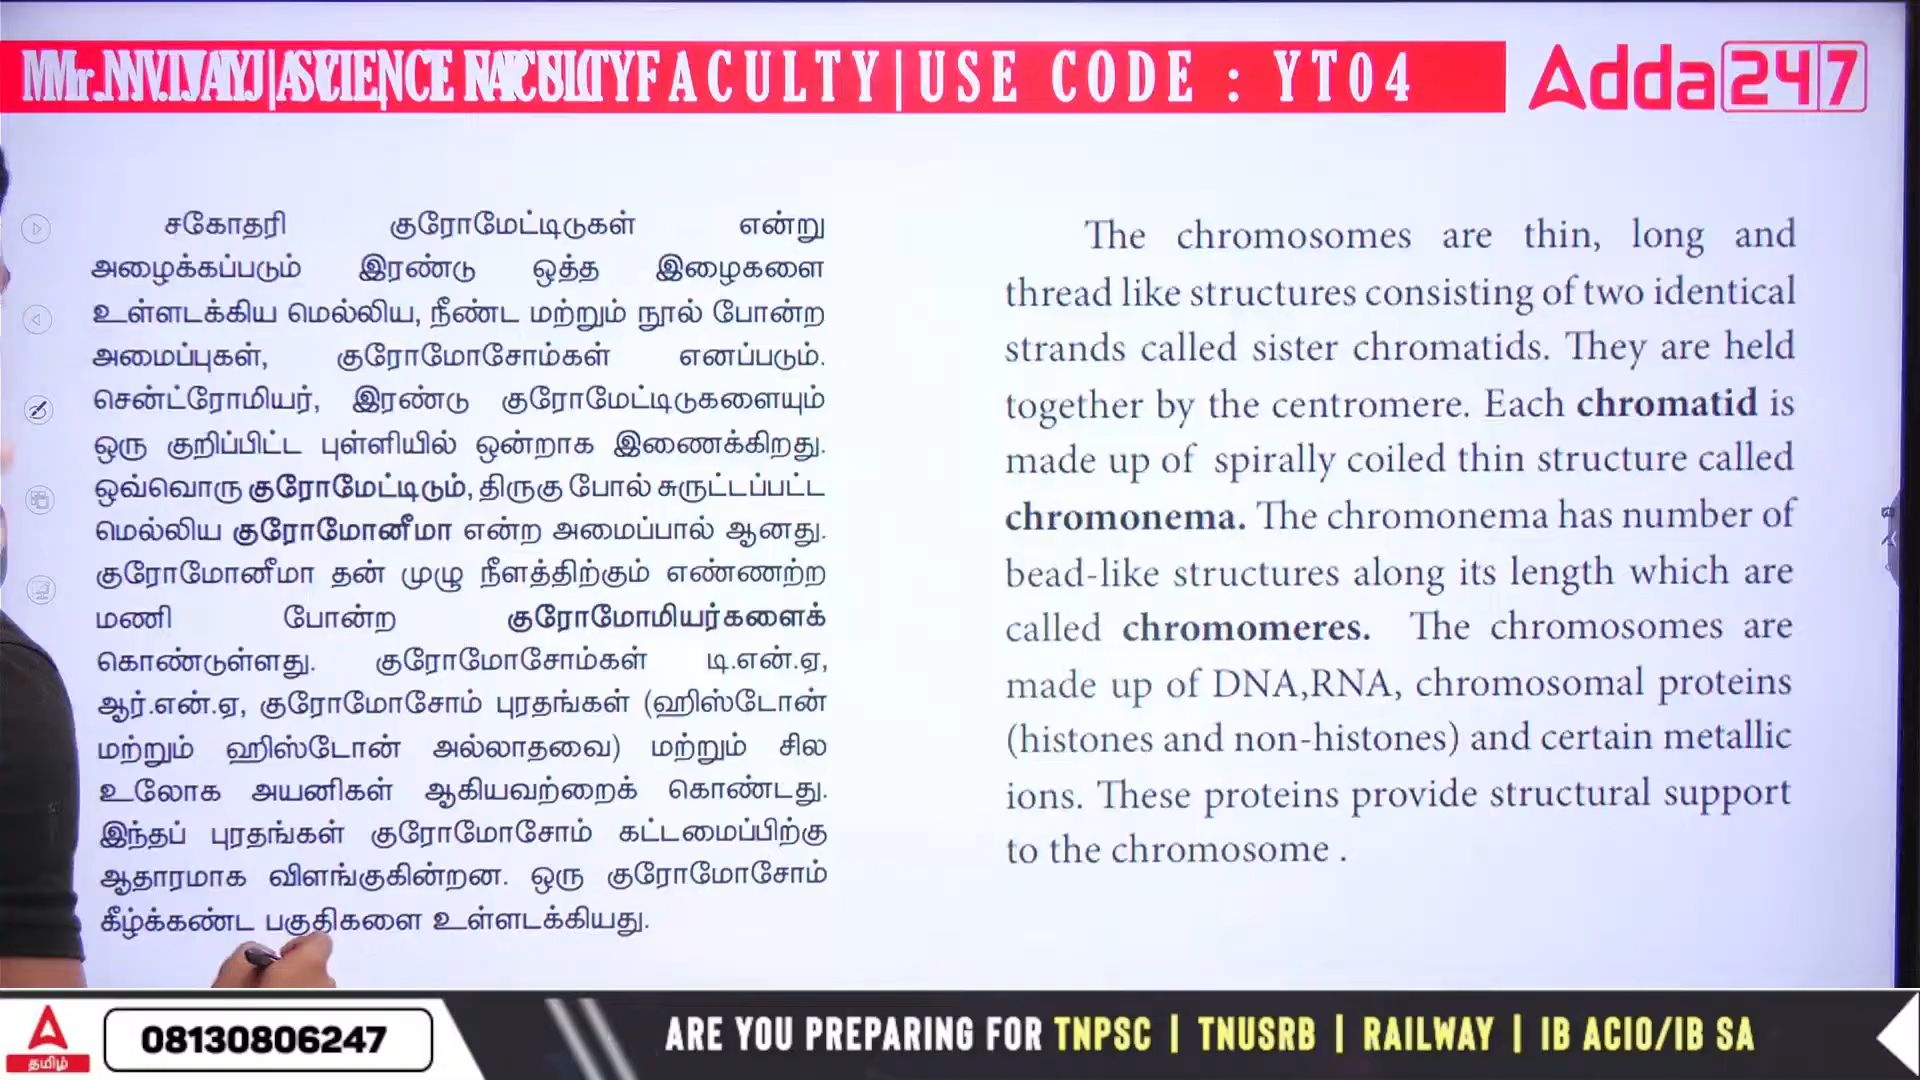 FACULTY|USE CODE : YT04
Adda247
சகோதரி குரோமேட்டிடுகள் என்று
அழைக்கப்படும் இரண்டு ஒத்த இழைகளை
உள்ளடக்கிய மெல்லிய, நீண்ட மற்றும் நூல் போன்ற
அமைப்புகள், குரோமோசோம்கள் எனப்படும்.
சென்ட்ரோமியர், இரண்டு குரோமேட்டிடுகளையும்
ஒரு குறிப்பிட்ட புள்ளியில் ஒன்றாக இணைக்கிறது.
ஒவ்வொரு குரோமேட்டிடும், திருகு போல் சுருட்டப்பட்ட
மெல்லிய குரோமோனீமா என்ற அமைப்பால் ஆனது.
குரோமோனீமா தன் முழு நீளத்திற்கும் எண்ணற்ற
மணி போன்ற குரோமோமியர்களைக்
கொண்டுள்ளது. குரோமோசோம்கள் டி.என்.ஏ,
ஆர்.என்.ஏ, குரோமோசோம் புரதங்கள் (ஹிஸ்டோன்
மற்றும் ஹிஸ்டோன் அல்லாதவை) மற்றும் சில
உலோக அயனிகள் ஆகியவற்றைக் கொண்டது.
இந்தப் புரதங்கள் குரோமோசோம் கட்டமைப்பிற்கு
ஆதாரமாக விளங்குகின்றன. ஒரு குரோமோசோம்
கீழ்க்கண்ட பகுதிகளை உள்ளடக்கியது.
The chromosomes are thin, long and
thread like structures consisting of two identical
strands called sister chromatids. They are held
together by the centromere. Each chromatid is
made up of spirally coiled thin structure called
chromonema. The chromonema has number of
bead-like structures along its length which are
called chromomeres. The chromosomes are
made up of DNA,RNA, chromosomal proteins
(histones and non-histones) and certain metallic
ions. These proteins provide structural support
to the chromosome .
தமிழ்
08130806247
ARE YOU PREPARING FOR TNPSC | TNUSRB | RAILWAY | IB ACIO/IB SA